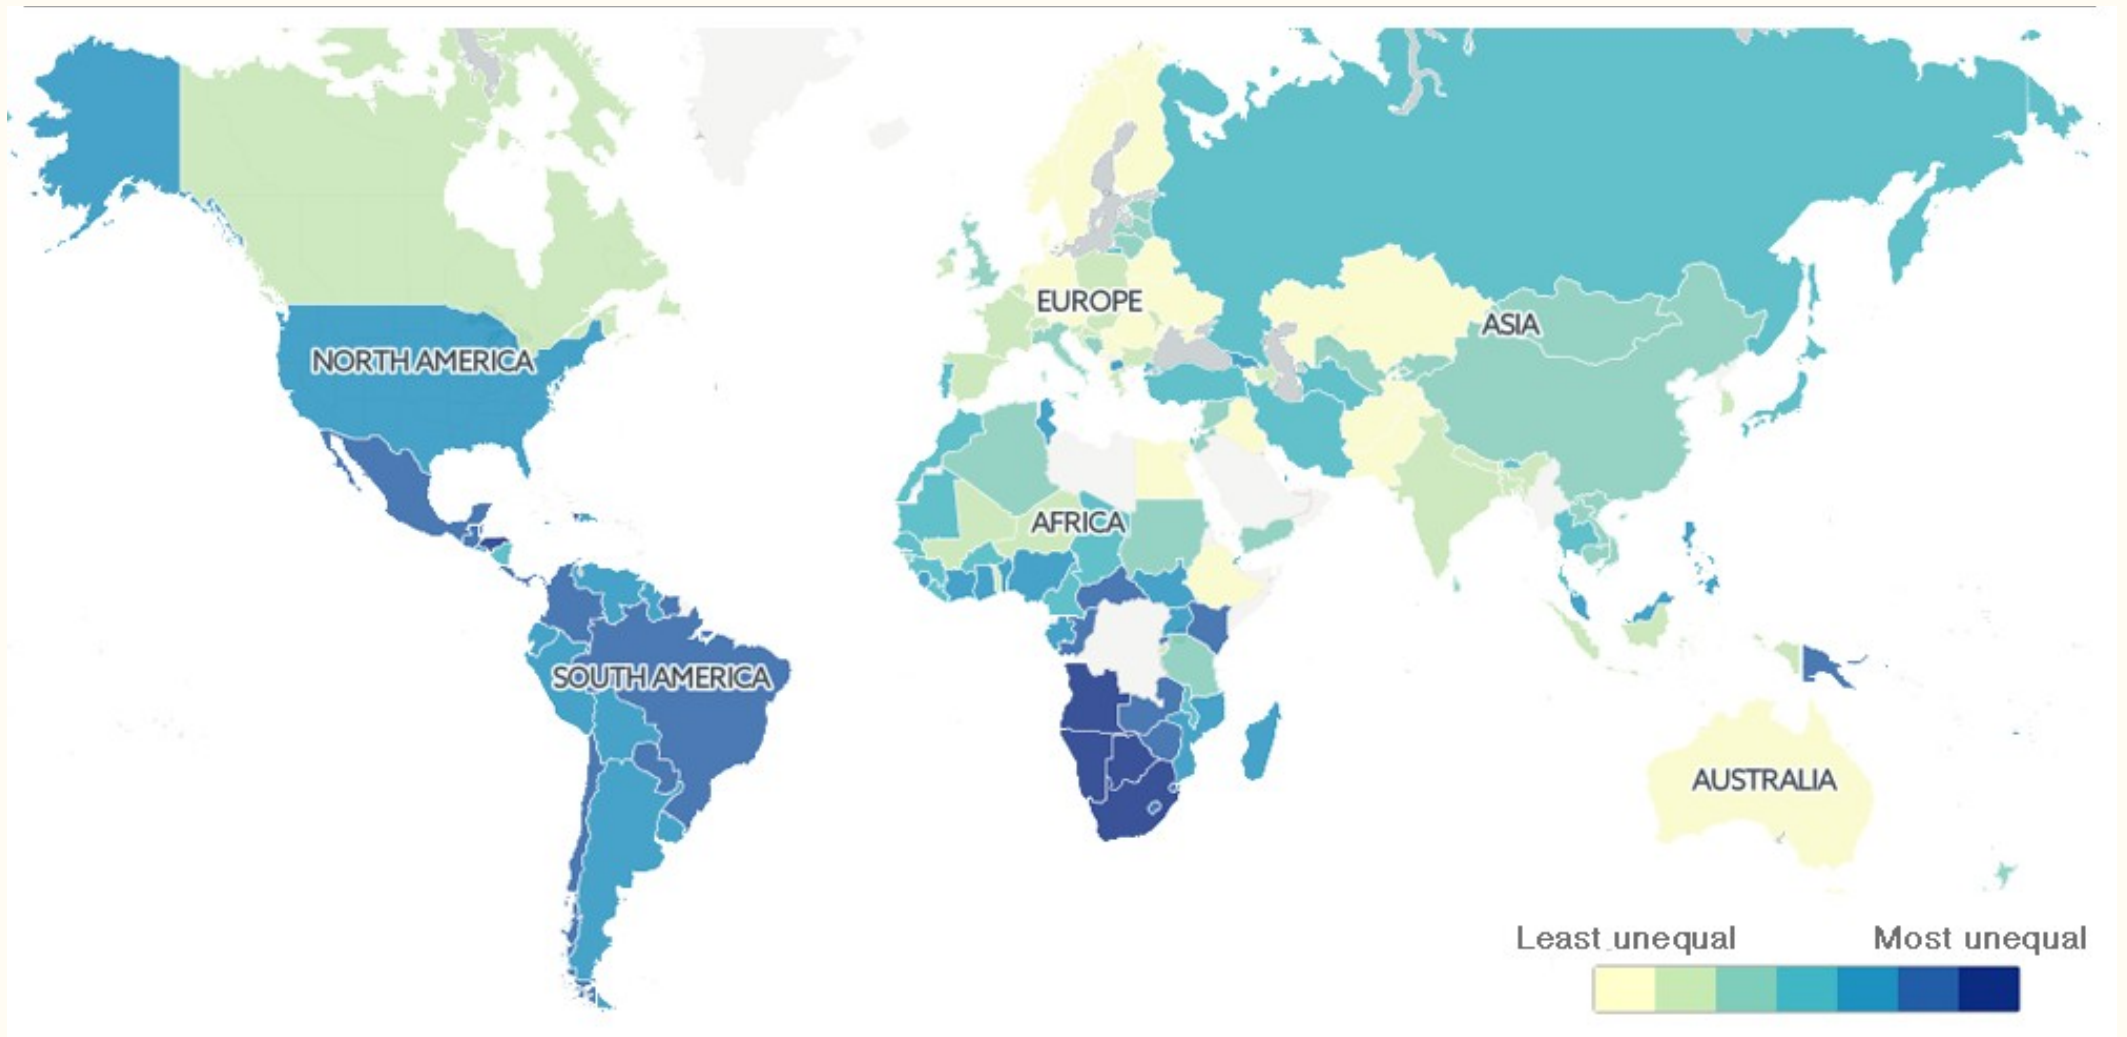 EUROPE
ASIA
NORTH AMERICA
AFRICA
SOUTH AMERICA
AUSTRALIA
Least unequal
Most unequal